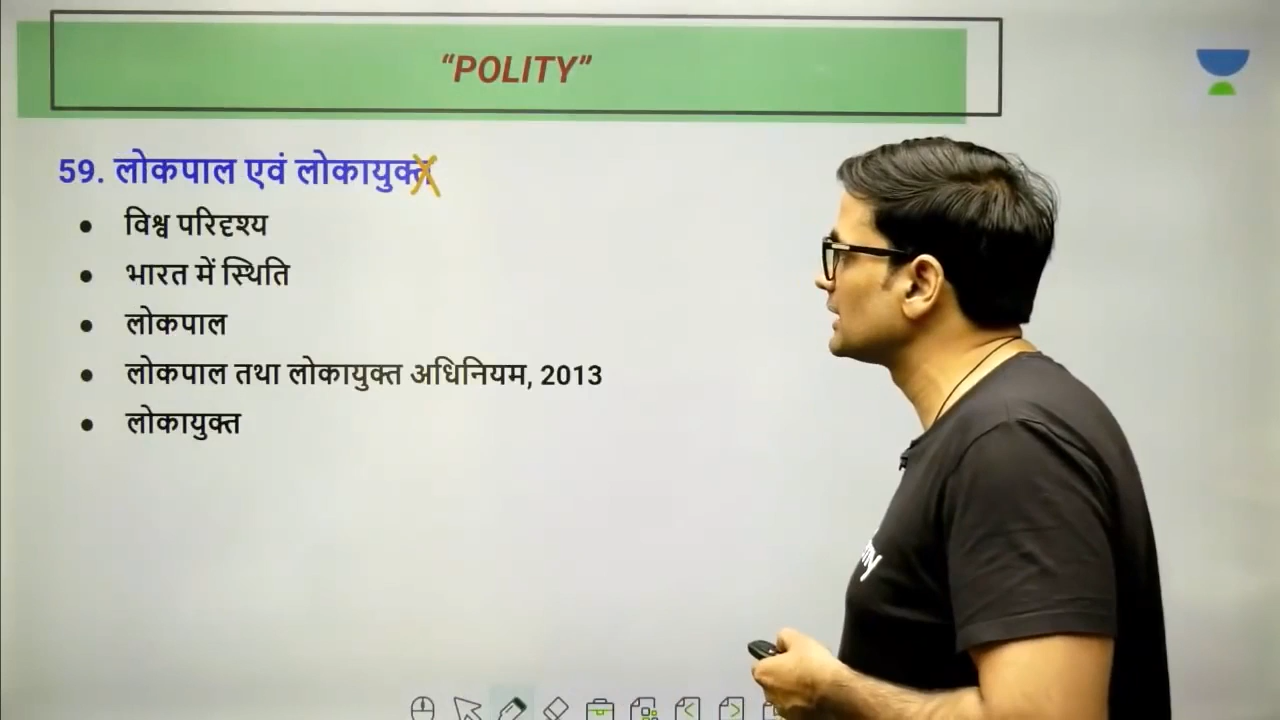 “POLITY”
59. लोकपाल एवं लोकायुक्त
● विश्व परिदृश्य
● भारत में स्थिति
● लोकपाल
● लोकपाल तथा लोकायुक्त अधिनियम, 2013
● लोकायुक्त